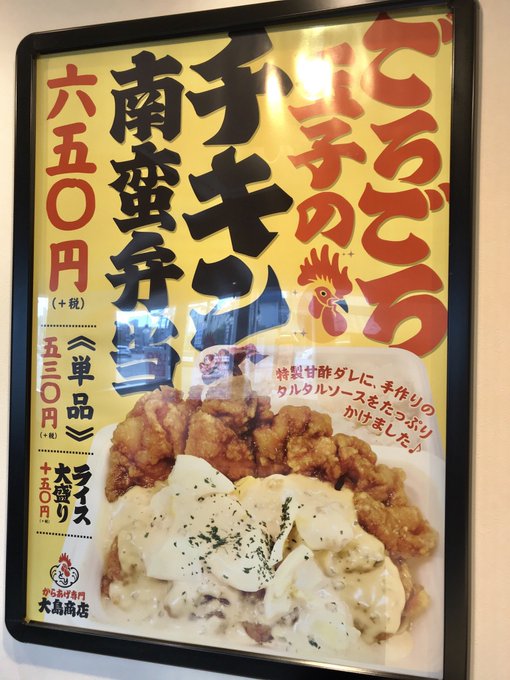 ごろごろ
玉子の
チキン
南蛮弁当
六五〇円
(+税)
特製甘酢ダレに、手作りの
タルタルソースをたっぷり
かけました♪
《単品》
五三〇円
(+税)
ライス
大盛り
+五〇円
(+税)
とり
からあげ専門
大島商店